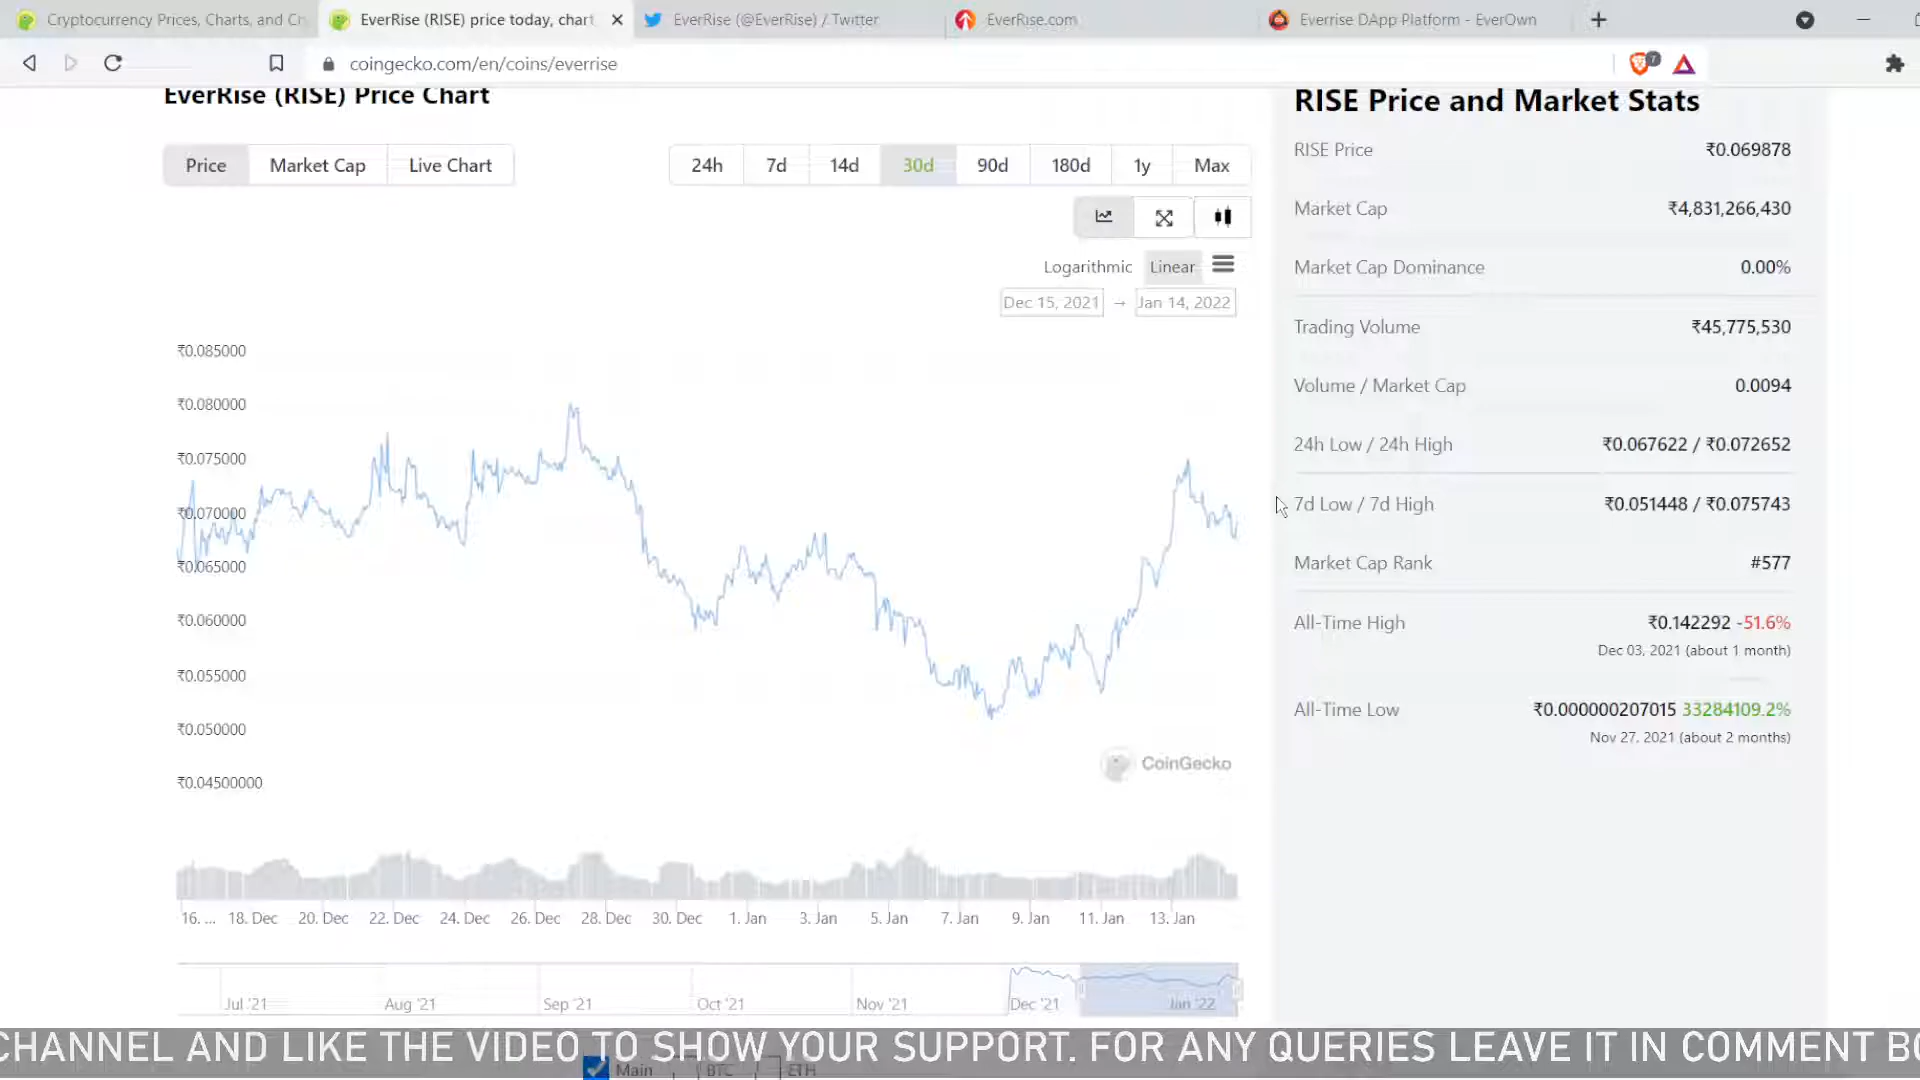 Cryptocurrency Prices, Charts, and Cr
EverRise (RISE) price today, chart
EverRise (@EverRise) / Twitter
EverRise.com
Everrise DApp Platform - EverOwn
coingecko.com/en/coins/everrise
7
EverRise (RISE) Price Chart
RISE Price and Market Stats
Price
Market Cap
Live Chart
24h
7d
14d
30d
90d
180d
1y
Max
Logarithmic
Linear
Dec 15, 2021 → Jan 14, 2022
₹0.085000
₹0.080000
₹0.075000
₹0.070000
₹0.065000
₹0.060000
₹0.055000
₹0.050000
₹0.04500000
CoinGecko
16. ...
18. Dec
20. Dec
22. Dec
24. Dec
26. Dec
28. Dec
30. Dec
1. Jan
3. Jan
5. Jan
7. Jan
9. Jan
11. Jan
13. Jan
Jul '21
Aug '21
Sep '21
Oct '21
Nov '21
Dec '21
Jan '22
RISE Price ₹0.069878
Market Cap ₹4,831,266,430
Market Cap Dominance 0.00%
Trading Volume ₹45,775,530
Volume / Market Cap 0.0094
24h Low / 24h High ₹0.067622 / ₹0.072652
7d Low / 7d High ₹0.051448 / ₹0.075743
Market Cap Rank #577
All-Time High ₹0.142292 -51.6%
Dec 03, 2021 (about 1 month)
All-Time Low ₹0.000000207015 33284109.2%
Nov 27, 2021 (about 2 months)
CHANNEL AND LIKE THE VIDEO TO SHOW YOUR SUPPORT. FOR ANY QUERIES LEAVE IT IN COMMENT BO
Main
BTC
ETH